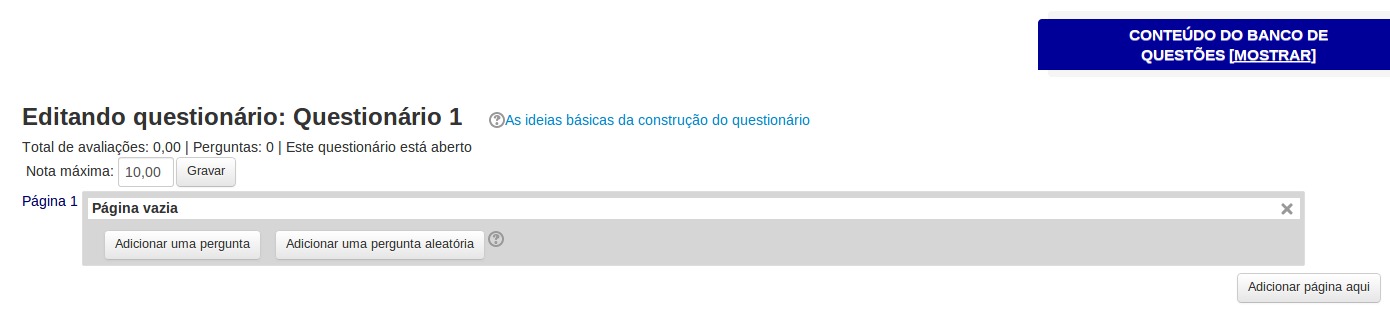 CONTEÚDO DO BANCO DE
QUESTÕES [MOSTRAR]
Editando questionário: Questionário 1 As ideias básicas da construção do questionário
Total de avaliações: 0,00 | Perguntas: 0 | Este questionário está aberto
Nota máxima: 10,00 Gravar
Página 1
Página vazia
Adicionar uma pergunta Adicionar uma pergunta aleatória
Adicionar página aqui